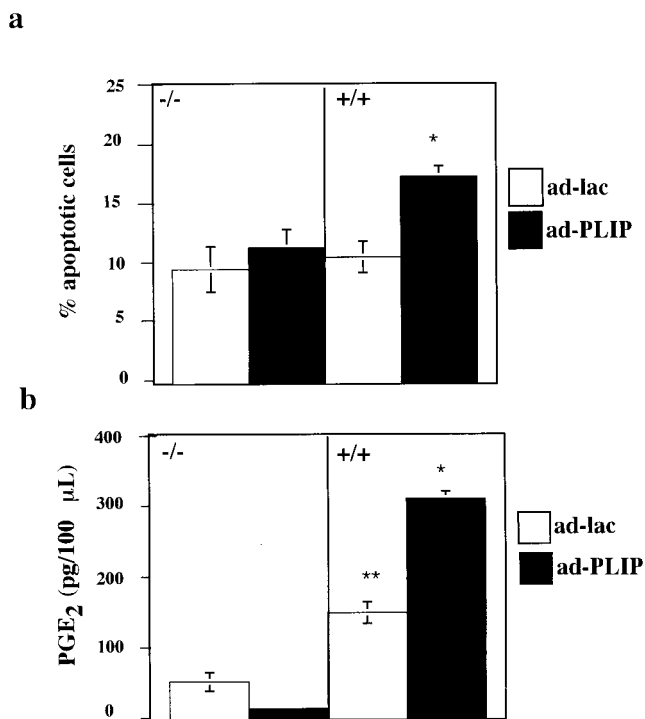 a
25
20
15
10
5
0
% apoptotic cells
-/-
+/+
*
ad-lac
ad-PLIP
b
400
300
200
100
0
PGE2 (pg/100 μL)
-/-
+/+
*
**
ad-lac
ad-PLIP